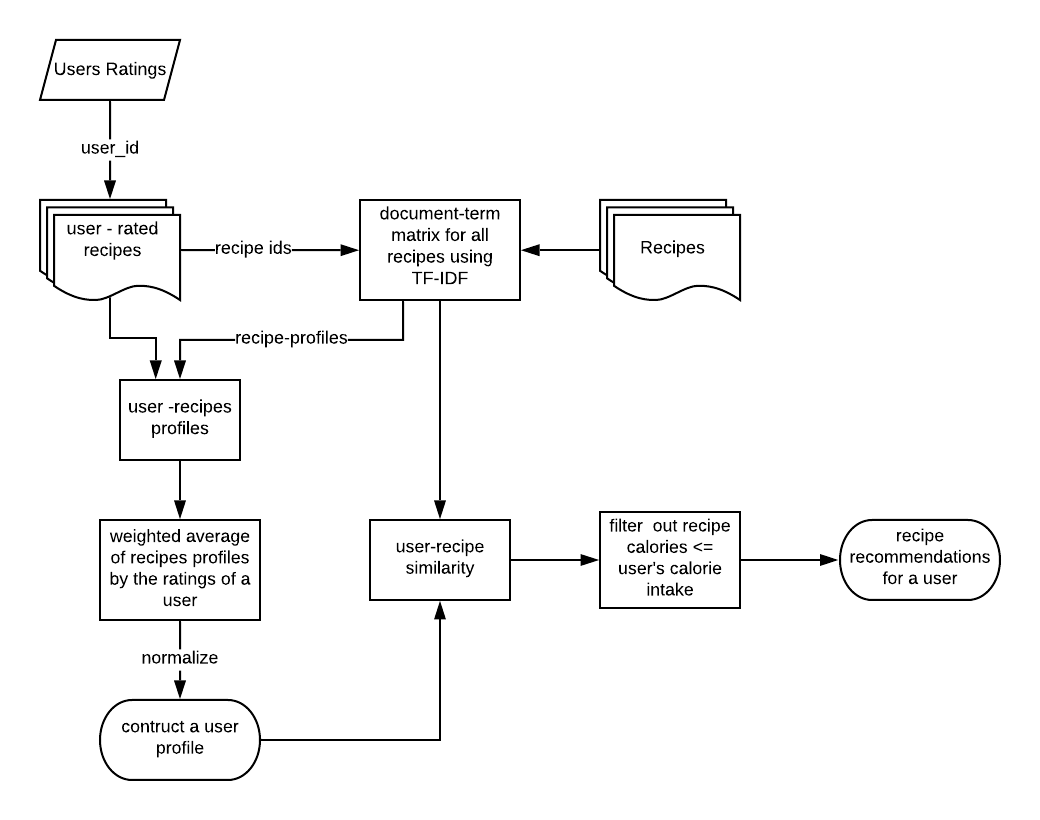 Users Ratings
user_id
user - rated
recipes
recipe ids
document-term
matrix for all
recipes using
TF-IDF
Recipes
recipe-profiles
user -recipes
profiles
weighted average
of recipes profiles
by the ratings of a
user
user-recipe
similarity
filter  out recipe
calories <=
user's calorie
intake
recipe
recommendations
for a user
normalize
contruct a user
profile